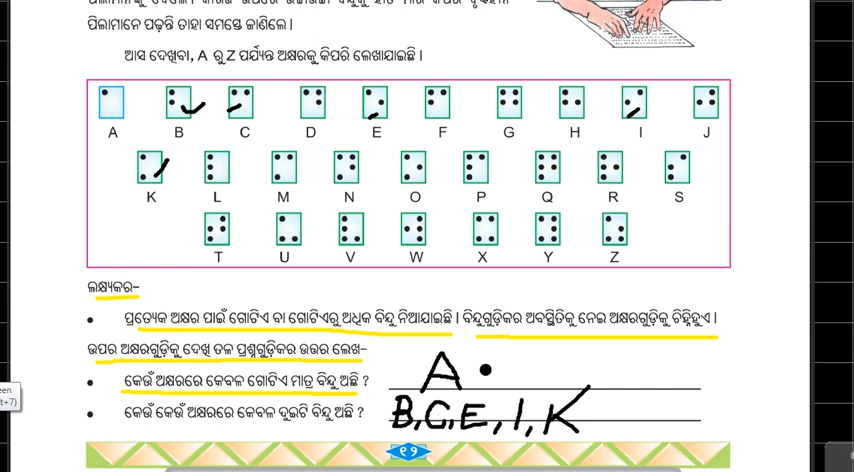 ପିଲାମାନେ ପଢ଼ନ୍ତି ତାହା ସମସ୍ତେ ଜାଣିଲେ।
ଆସ ଦେଖିବା, A ରୁ Z ପର୍ଯ୍ୟନ୍ତ ଅକ୍ଷରକୁ କିପରି ଲେଖାଯାଇଛି।
A B C D E F G H I J
K L M N O P Q R S
T U V W X Y Z
ଲକ୍ଷ୍ୟକର–
• ପ୍ରତ୍ୟେକ ଅକ୍ଷର ପାଇଁ ଗୋଟିଏ ବା ଗୋଟିଏରୁ ଅଧିକ ବିନ୍ଦୁ ନିଆଯାଇଛି। ବିନ୍ଦୁଗୁଡ଼ିକର ଅବସ୍ଥିତିକୁ ନେଇ ଅକ୍ଷରଗୁଡ଼ିକୁ ଚିହ୍ନିହୁଏ।
ଉପର ଅକ୍ଷରଗୁଡ଼ିକୁ ଦେଖି ତଳ ପ୍ରଶ୍ନଗୁଡ଼ିକର ଉତ୍ତର ଲେଖ–
• କେଉଁ ଅକ୍ଷରରେ କେବଳ ଗୋଟିଏ ମାତ୍ର ବିନ୍ଦୁ ଅଛି ? A •
• କେଉଁ କେଉଁ ଅକ୍ଷରରେ କେବଳ ଦୁଇଟି ବିନ୍ଦୁ ଅଛି ? B, C, E, I, K
୧୨